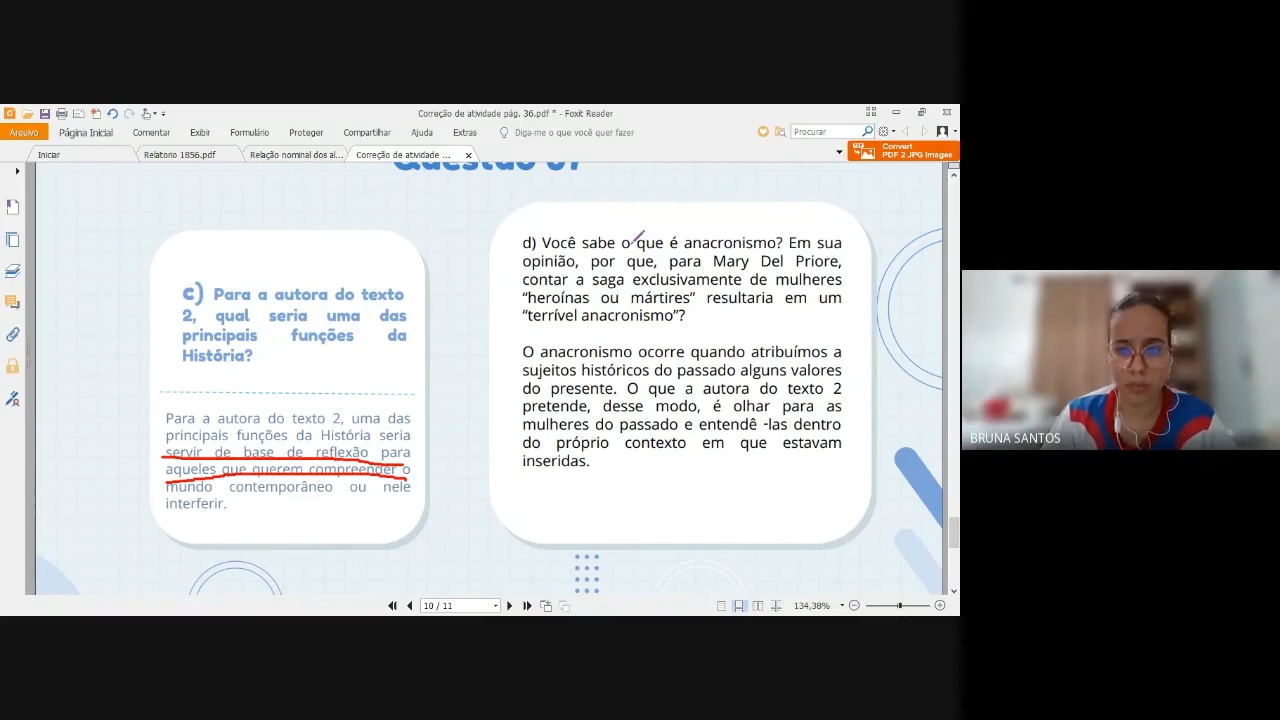 Correção de atividade pág. 36.pdf * - Foxit Reader
Arquivo Página Inicial Comentar Exibir Formulário Proteger Compartilhar Ajuda Extras Diga-me o que você quer fazer Procurar
Iniciar Relatorio 1856.pdf Relação nominal dos al... Correção de atividade ...
Convert
PDF 2 JPG Images
c) Para a autora do texto
2, qual seria uma das
principais funções da
História?
Para a autora do texto 2, uma das
principais funções da História seria
servir de base de reflexão para
aqueles que querem compreender o
mundo contemporâneo ou nele
interferir.
d) Você sabe o que é anacronismo? Em sua
opinião, por que, para Mary Del Priore,
contar a saga exclusivamente de mulheres
“heroínas ou mártires” resultaria em um
“terrível anacronismo”?
O anacronismo ocorre quando atribuímos a
sujeitos históricos do passado alguns valores
do presente. O que a autora do texto 2
pretende, desse modo, é olhar para as
mulheres do passado e entendê -las dentro
do próprio contexto em que estavam
inseridas.
10 / 11
134,38%
BRUNA SANTOS